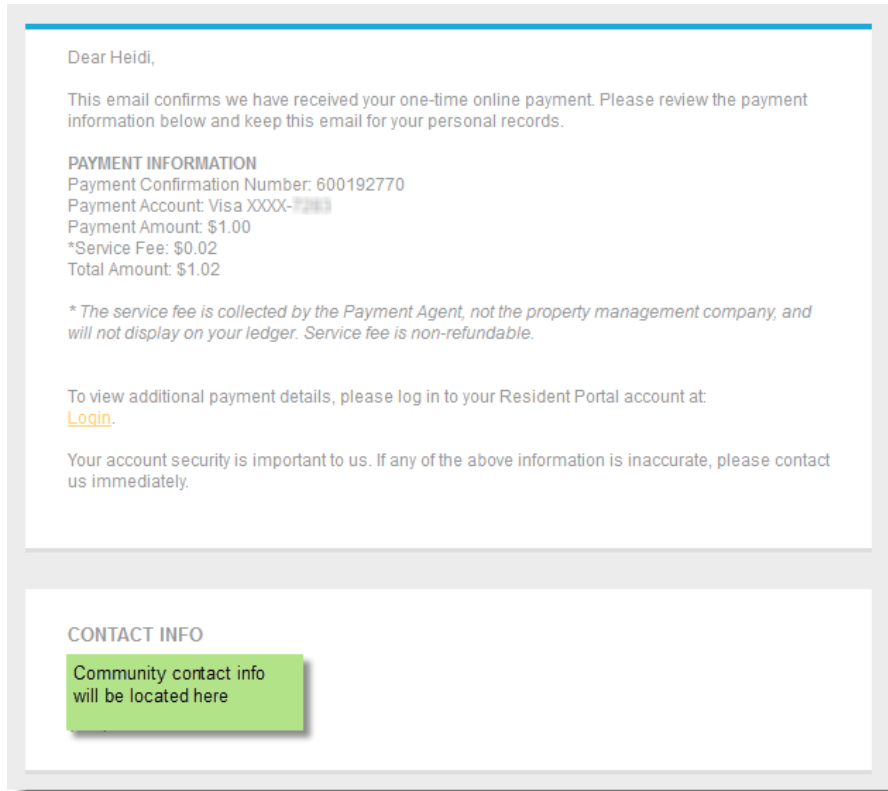 Dear Heidi,
This email confirms we have received your one-time online payment. Please review the payment
information below and keep this email for your personal records.
PAYMENT INFORMATION
Payment Confirmation Number: 600192770
Payment Account: Visa XXXX-
Payment Amount: $1.00
*Service Fee: $0.02
Total Amount: $1.02
* The service fee is collected by the Payment Agent, not the property management company, and
will not display on your ledger. Service fee is non-refundable.
To view additional payment details, please log in to your Resident Portal account at:
Login.
Your account security is important to us. If any of the above information is inaccurate, please contact
us immediately.
CONTACT INFO
Community contact info
will be located here